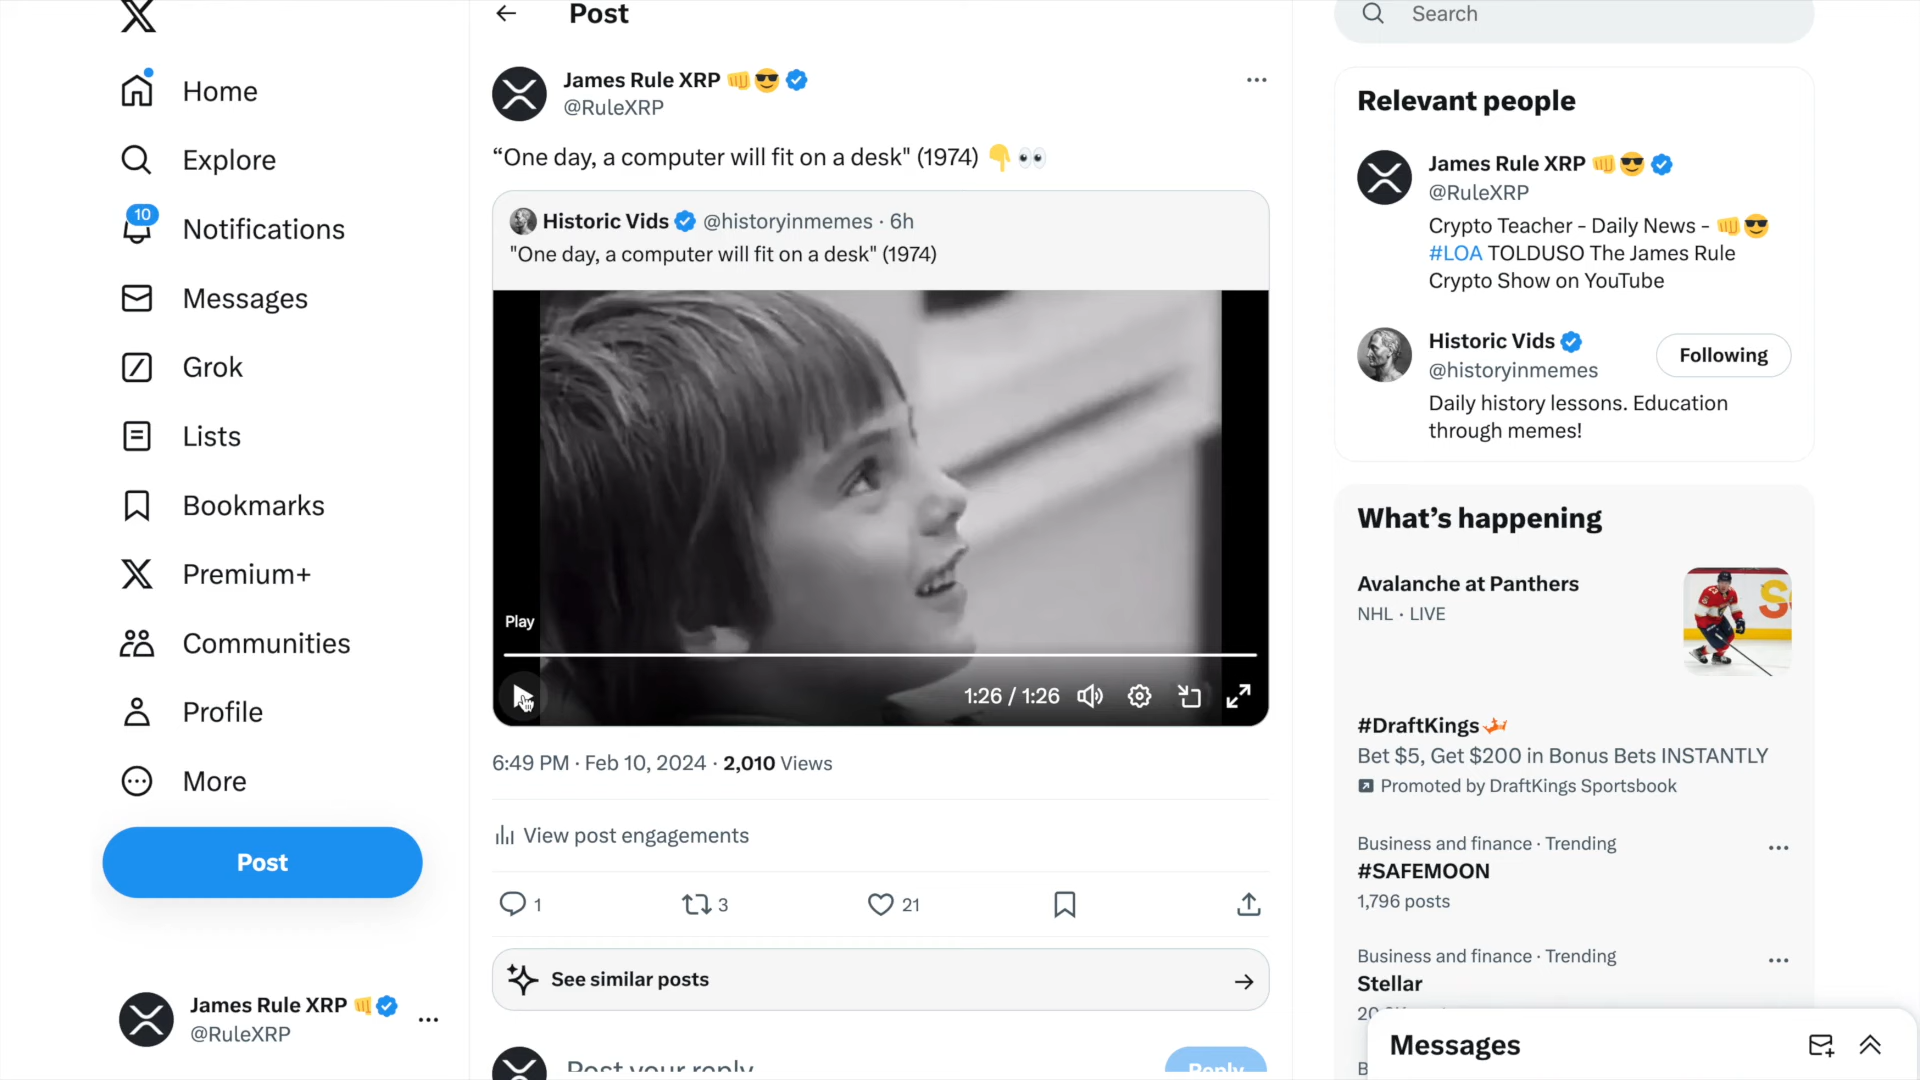 Home
Explore
10
Notifications
Messages
Grok
Lists
Bookmarks
Premium+
Communities
Profile
More
Post
James Rule XRP 👊
@RuleXRP
Post
James Rule XRP 👊😎
@RuleXRP
“One day, a computer will fit on a desk" (1974) 👇👀
Historic Vids @historyinmemes · 6h
"One day, a computer will fit on a desk" (1974)
Play
1:26 / 1:26
6:49 PM · Feb 10, 2024 · 2,010 Views
View post engagements
1 3 21
See similar posts
Post your reply
Reply
Search
Relevant people
James Rule XRP 👊😎
@RuleXRP
Crypto Teacher - Daily News - 👊😎
#LOA TOLDUSO The James Rule
Crypto Show on YouTube
Historic Vids
@historyinmemes
Following
Daily history lessons. Education
through memes!
What’s happening
Avalanche at Panthers
NHL · LIVE
#DraftKings
Bet $5, Get $200 in Bonus Bets INSTANTLY
Promoted by DraftKings Sportsbook
Business and finance · Trending
#SAFEMOON
1,796 posts
Business and finance · Trending
Stellar
Messages